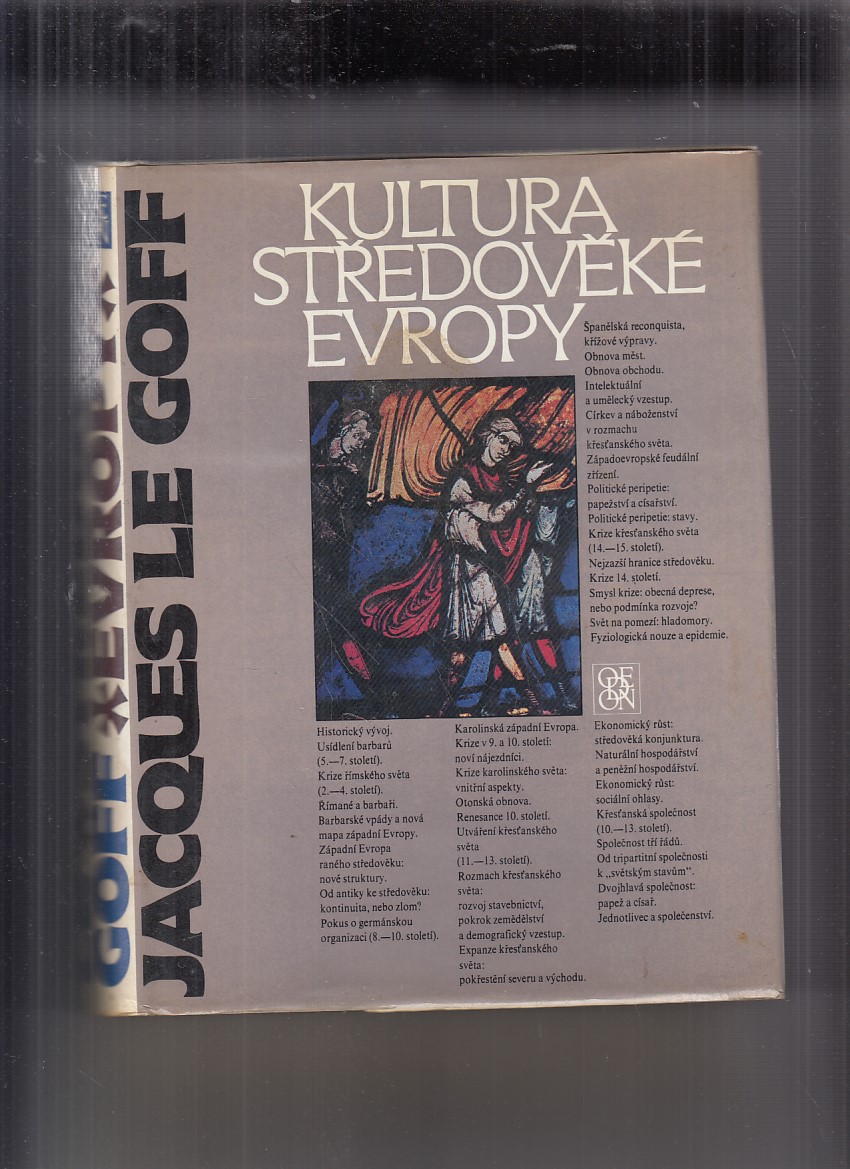 GOFF * EVROPY
JACQUES LE GOFF
KULTURA
STŘEDOVĚKÉ
EVROPY
Španělská reconquista,
křížové výpravy.
Obnova měst.
Obnova obchodu.
Intelektuální
a umělecký vzestup.
Církev a náboženství
v rozmachu
křesťanského světa.
Západoevropské feudální
zřízení.
Politické peripetie:
papežství a císařství.
Politické peripetie: stavy.
Krize křesťanského světa
(14.—15. století).
Nejzazší hranice středověku.
Krize 14. století.
Smysl krize: obecná deprese,
nebo podmínka rozvoje?
Svět na pomezí: hladomory.
Fyziologická nouze a epidemie.
ODEON
Historický vývoj.
Usídlení barbarů
(5.—7. století).
Krize římského světa
(2.—4. století).
Římané a barbaři.
Barbarské vpády a nová
mapa západní Evropy.
Západní Evropa
raného středověku:
nové struktury.
Od antiky ke středověku:
kontinuita, nebo zlom?
Pokus o germánskou
organizaci (8.—10. století).
Karolinská západní Evropa.
Krize v 9. a 10. století:
noví nájezdníci.
Krize karolinského světa:
vnitřní aspekty.
Otonská obnova.
Renesance 10. století.
Utváření křesťanského
světa
(11.—13. století).
Rozmach křesťanského
světa:
rozvoj stavebnictví,
pokrok zemědělství
a demografický vzestup.
Expanze křesťanského
světa:
pokřestění severu a východu.
Ekonomický růst:
středověká konjunktura.
Naturální hospodářství
a peněžní hospodářství.
Ekonomický růst:
sociální ohlasy.
Křesťanská společnost
(10.—13. století).
Společnost tří řádů.
Od tripartitní společnosti
k „světským stavům".
Dvojhlavá společnost:
papež a císař.
Jednotlivec a společenství.